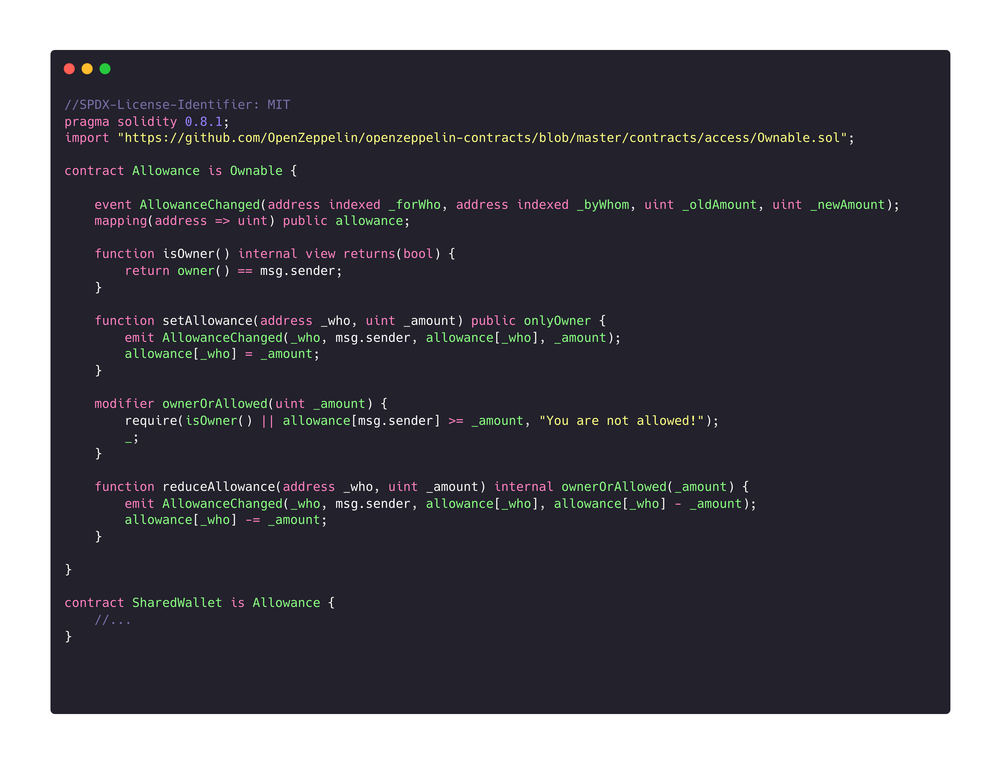 //SPDX-License-Identifier: MIT
pragma solidity 0.8.1;
import "https://github.com/OpenZeppelin/openzeppelin-contracts/blob/master/contracts/access/Ownable.sol";

contract Allowance is Ownable {

    event AllowanceChanged(address indexed _forWho, address indexed _byWhom, uint _oldAmount, uint _newAmount);
    mapping(address => uint) public allowance;

    function isOwner() internal view returns(bool) {
        return owner() == msg.sender;
    }

    function setAllowance(address _who, uint _amount) public onlyOwner {
        emit AllowanceChanged(_who, msg.sender, allowance[_who], _amount);
        allowance[_who] = _amount;
    }

    modifier ownerOrAllowed(uint _amount) {
        require(isOwner() || allowance[msg.sender] >= _amount, "You are not allowed!");
        _;
    }

    function reduceAllowance(address _who, uint _amount) internal ownerOrAllowed(_amount) {
        emit AllowanceChanged(_who, msg.sender, allowance[_who], allowance[_who] - _amount);
        allowance[_who] -= _amount;
    }

}

contract SharedWallet is Allowance {
    //...
}